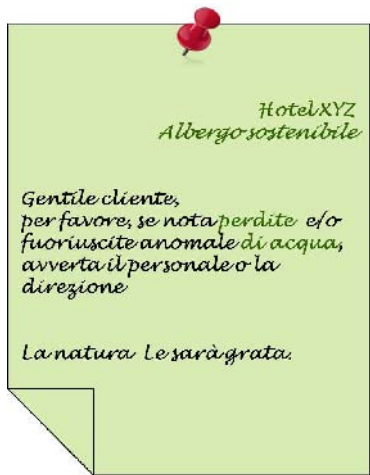 Hotel XYZ
Albergo sostenibile
Gentile cliente,
per favore, se nota perdite e/o
fuoriuscite anomale di acqua,
avverta il personale o la
direzione
La natura Le sarà grata.